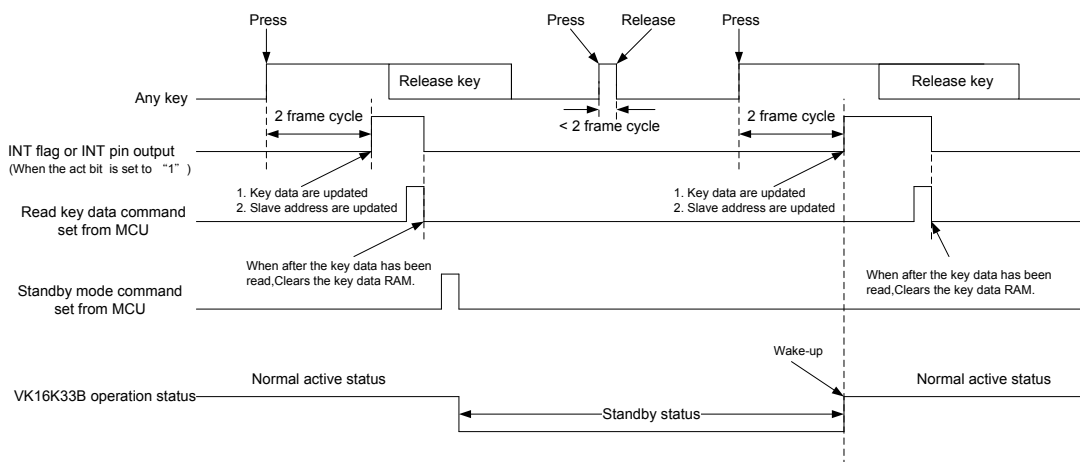 Press
Press
Release
Press
Any key
Release key
Release key
2 frame cycle
< 2 frame cycle
2 frame cycle
INT flag or INT pin output
(When the act bit is set to “1” )
1. Key data are updated
2. Slave address are updated
1. Key data are updated
2. Slave address are updated
Read key data command
set from MCU
When after the key data has been
read,Clears the key data RAM.
When after the key data has been
read,Clears the key data RAM.
Standby mode command
set from MCU
Wake-up
Normal active status
Normal active status
VK16K33B operation status
Standby status